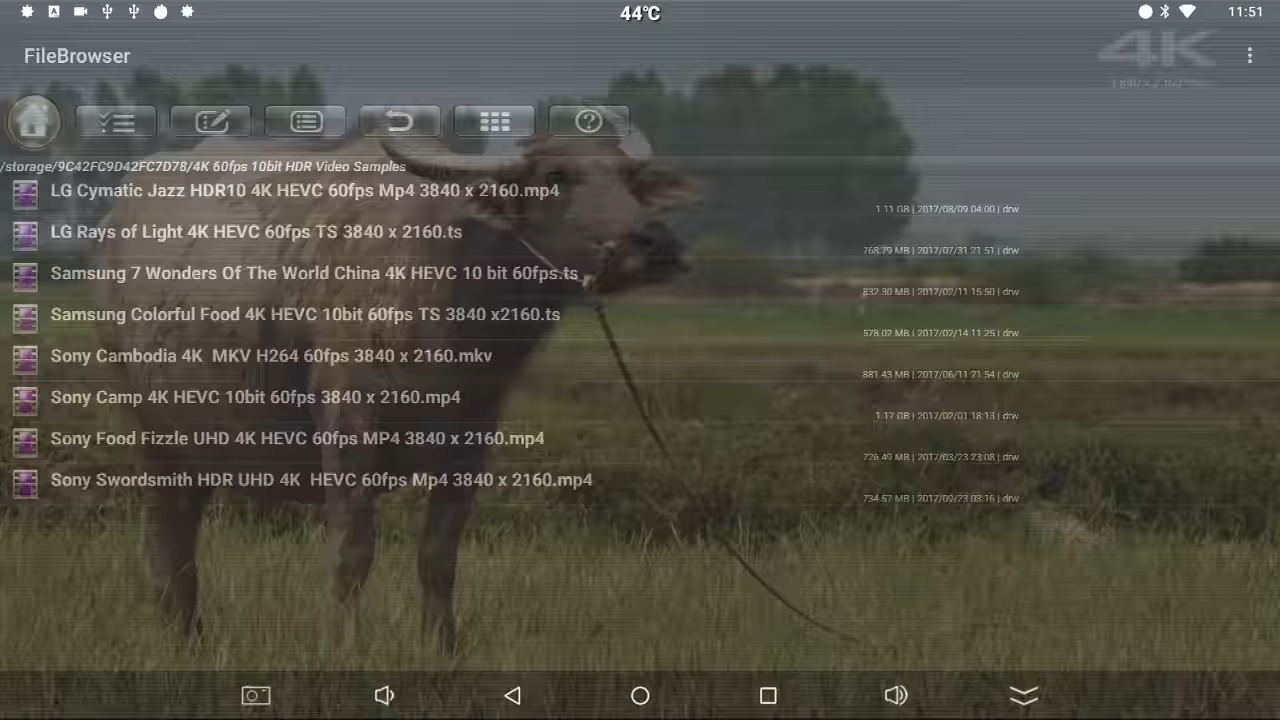 44°C
11:51
FileBrowser
4K
3840 x 2160
/storage/9C42FC9D42FC7D78/4K 60fps 10bit HDR Video Samples
LG Cymatic Jazz HDR10 4K HEVC 60fps Mp4 3840 x 2160.mp4
1.11 GB | 2017/08/09 04:00 | drw
LG Rays of Light 4K HEVC 60fps TS 3840 x 2160.ts
768.79 MB | 2017/07/31 21:51 | drw
Samsung 7 Wonders Of The World China 4K HEVC 10 bit 60fps.ts
832.30 MB | 2017/02/11 15:50 | drw
Samsung Colorful Food 4K HEVC 10bit 60fps TS 3840 x2160.ts
578.02 MB | 2017/02/14 11:25 | drw
Sony Cambodia 4K  MKV H264 60fps 3840 x 2160.mkv
881.43 MB | 2017/06/11 21:54 | drw
Sony Camp 4K HEVC 10bit 60fps 3840 x 2160.mp4
1.17 GB | 2017/02/01 18:13 | drw
Sony Food Fizzle UHD 4K HEVC 60fps MP4 3840 x 2160.mp4
726.49 MB | 2017/03/23 23:08 | drw
Sony Swordsmith HDR UHD 4K  HEVC 60fps Mp4 3840 x 2160.mp4
734.57 MB | 2017/09/23 03:16 | drw